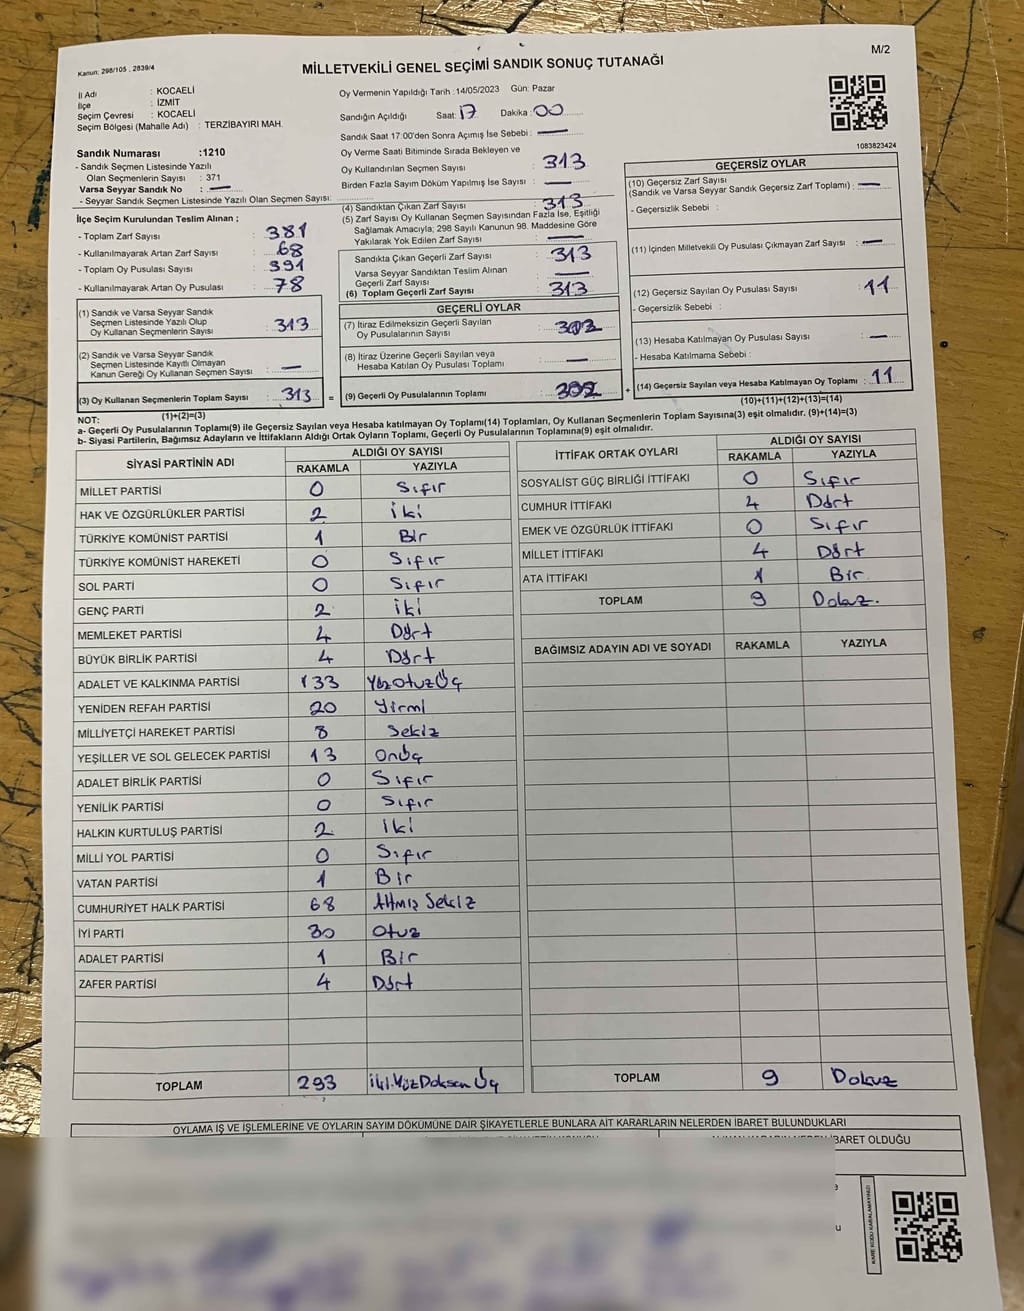 M/2
Kanun: 298/105 , 2839/4
MİLLETVEKİLİ GENEL SEÇİMİ SANDIK SONUÇ TUTANAĞI
İl Adı : KOCAELİ
İlçe : İZMİT
Seçim Çevresi : KOCAELİ
Seçim Bölgesi (Mahalle Adı) : TERZİBAYIRI MAH.
Sandık Numarası :1210
- Sandık Seçmen Listesinde Yazılı
Olan Seçmenlerin Sayısı : 371
Varsa Seyyar Sandık No : —
- Seyyar Sandık Seçmen Listesinde Yazılı Olan Seçmen Sayısı:
İlçe Seçim Kurulundan Teslim Alınan ;
- Toplam Zarf Sayısı : 381
- Kullanılmayarak Artan Zarf Sayısı : 68
- Toplam Oy Pusulası Sayısı : 391
- Kullanılmayarak Artan Oy Pusulası : 78
(1) Sandık ve Varsa Seyyar Sandık
Seçmen Listesinde Yazılı Olup
Oy Kullanan Seçmenlerin Sayısı : 313
(2) Sandık ve Varsa Seyyar Sandık
Seçmen Listesinde Kayıtlı Olmayan
Kanun Gereği Oy Kullanan Seçmen Sayısı : —
(3) Oy Kullanan Seçmenlerin Toplam Sayısı : 313
(1)+(2)=(3)
Oy Vermenin Yapıldığı Tarih :14/05/2023 Gün: Pazar
Sandığın Açıldığı Saat: 17 Dakika : 00
Sandık Saat 17:00'den Sonra Açımış İse Sebebi : —
Oy Verme Saati Bitiminde Sırada Bekleyen ve
Oy Kullandırılan Seçmen Sayısı : 313
Birden Fazla Sayım Döküm Yapılmış İse Sayısı : —
(4) Sandıktan Çıkan Zarf Sayısı : 313
(5) Zarf Sayısı Oy Kullanan Seçmen Sayısından Fazla İse, Eşitliği
Sağlamak Amacıyla; 298 Sayılı Kanunun 98. Maddesine Göre
Yakılarak Yok Edilen Zarf Sayısı : —
Sandıkta Çıkan Geçerli Zarf Sayısı : 313
Varsa Seyyar Sandıktan Teslim Alınan
Geçerli Zarf Sayısı : —
(6) Toplam Geçerli Zarf Sayısı : 313
GEÇERLİ OYLAR
(7) İtiraz Edilmeksizin Geçerli Sayılan
Oy Pusulalarının Sayısı : 302
(8) İtiraz Üzerine Geçerli Sayılan veya
Hesaba Katılan Oy Pusulası Toplamı : —
(9) Geçerli Oy Pusulalarının Toplamı : 302
1083823424
GEÇERSİZ OYLAR
(10) Geçersiz Zarf Sayısı
(Sandık ve Varsa Seyyar Sandık Geçersiz Zarf Toplamı) : —
- Geçersizlik Sebebi :
(11) İçinden Milletvekili Oy Pusulası Çıkmayan Zarf Sayısı : —
(12) Geçersiz Sayılan Oy Pusulası Sayısı : 11
- Geçersizlik Sebebi :
(13) Hesaba Katılmayan Oy Pusulası Sayısı : —
- Hesaba Katılmama Sebebi :
(14) Geçersiz Sayılan veya Hesaba Katılmayan Oy Toplamı : 11
(10)+(11)+(12)+(13)=(14)
NOT:
a- Geçerli Oy Pusulalarının Toplamı(9) ile Geçersiz Sayılan veya Hesaba katılmayan Oy Toplamı(14) Toplamları, Oy Kullanan Seçmenlerin Toplam Sayısına(3) eşit olmalıdır. (9)+(14)=(3)
b- Siyasi Partilerin, Bağımsız Adayların ve İttifakların Aldığı Ortak Oyların Toplamı, Geçerli Oy Pusulalarının Toplamına(9) eşit olmalıdır.
SİYASİ PARTİNİN ADI ALDIĞI OY SAYISI
RAKAMLA YAZIYLA
MİLLET PARTİSİ 0 Sıfır
HAK VE ÖZGÜRLÜKLER PARTİSİ 2 İki
TÜRKİYE KOMÜNİST PARTİSİ 1 Bir
TÜRKİYE KOMÜNİST HAREKETİ 0 Sıfır
SOL PARTİ 0 Sıfır
GENÇ PARTİ 2 İki
MEMLEKET PARTİSİ 4 Dört
BÜYÜK BİRLİK PARTİSİ 4 Dört
ADALET VE KALKINMA PARTİSİ 133 YüzOtuzÜç
YENİDEN REFAH PARTİSİ 20 Yirmi
MİLLİYETÇİ HAREKET PARTİSİ 8 Sekiz
YEŞİLLER VE SOL GELECEK PARTİSİ 13 Onüç
ADALET BİRLİK PARTİSİ 0 Sıfır
YENİLİK PARTİSİ 0 Sıfır
HALKIN KURTULUŞ PARTİSİ 2 İki
MİLLİ YOL PARTİSİ 0 Sıfır
VATAN PARTİSİ 1 Bir
CUMHURİYET HALK PARTİSİ 68 Altmış Sekiz
İYİ PARTİ 30 Otuz
ADALET PARTİSİ 1 Bir
ZAFER PARTİSİ 4 Dört
TOPLAM 293 İki.YüzDoksan Üç
İTTİFAK ORTAK OYLARI ALDIĞI OY SAYISI
RAKAMLA YAZIYLA
SOSYALİST GÜÇ BİRLİĞİ İTTİFAKI 0 Sıfır
CUMHUR İTTİFAKI 4 Dört
EMEK VE ÖZGÜRLÜK İTTİFAKI 0 Sıfır
MİLLET İTTİFAKI 4 Dört
ATA İTTİFAKI 1 Bir
TOPLAM 9 Dokuz.
BAĞIMSIZ ADAYIN ADI VE SOYADI RAKAMLA YAZIYLA
TOPLAM 9 Dokuz
OYLAMA İŞ VE İŞLEMLERİNE VE OYLARIN SAYIM DÖKÜMÜNE DAİR ŞİKAYETLERLE BUNLARA AİT KARARLARIN NELERDEN İBARET BULUNDUKLARI
İBARET OLDUĞU
KARE KODU KARALAMAYINIZ!